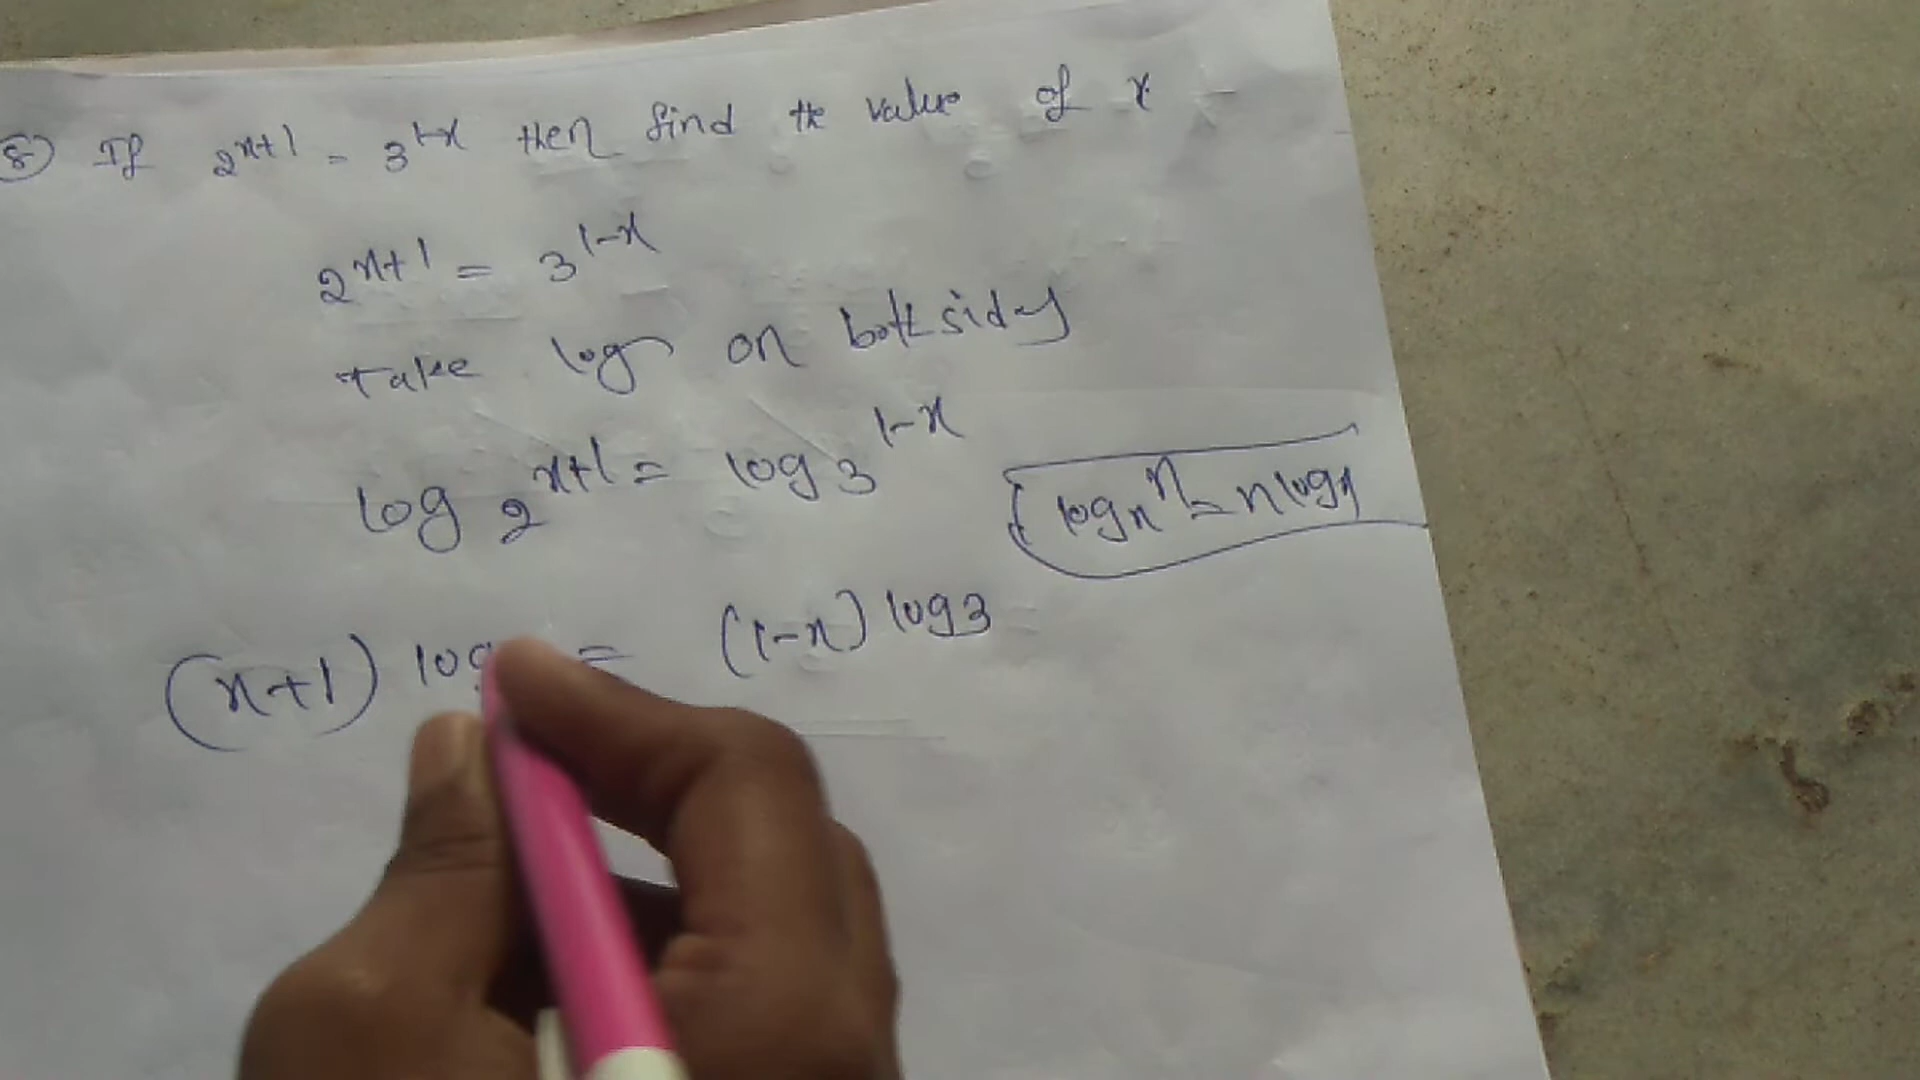 8) If 2^{x+1} = 3^{1-x} then find the value of x
2^{x+1} = 3^{1-x}
Take log on both sides
log 2^{x+1} = log 3^{1-x}
(log x^n = n log x
(x+1) log = (1-x) log 3